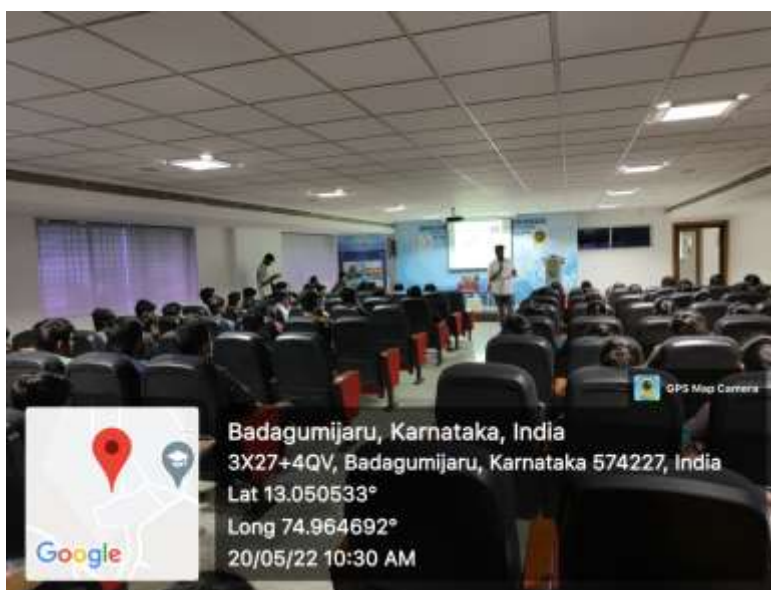 GPS Map Camera
Badagumijaru, Karnataka, India
3X27+4QV, Badagumijaru, Karnataka 574227, India
Lat 13.050533°
Long 74.964692°
20/05/22 10:30 AM
Google